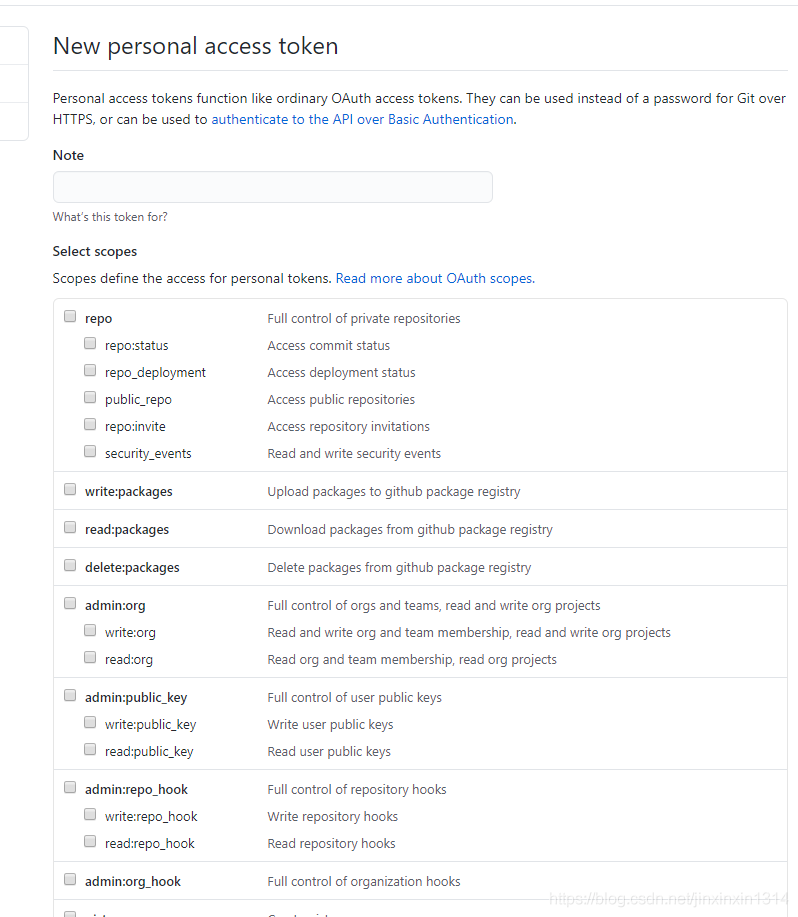 New personal access token
Personal access tokens function like ordinary OAuth access tokens. They can be used instead of a password for Git over
HTTPS, or can be used to authenticate to the API over Basic Authentication.
Note
What's this token for?
Select scopes
Scopes define the access for personal tokens. Read more about OAuth scopes.
repo Full control of private repositories
repo:status Access commit status
repo_deployment Access deployment status
public_repo Access public repositories
repo:invite Access repository invitations
security_events Read and write security events
write:packages Upload packages to github package registry
read:packages Download packages from github package registry
delete:packages Delete packages from github package registry
admin:org Full control of orgs and teams, read and write org projects
write:org Read and write org and team membership, read and write org projects
read:org Read org and team membership, read org projects
admin:public_key Full control of user public keys
write:public_key Write user public keys
read:public_key Read user public keys
admin:repo_hook Full control of repository hooks
write:repo_hook Write repository hooks
read:repo_hook Read repository hooks
admin:org_hook Full control of organization hooks
https://blog.csdn.net/jinxinxin1314